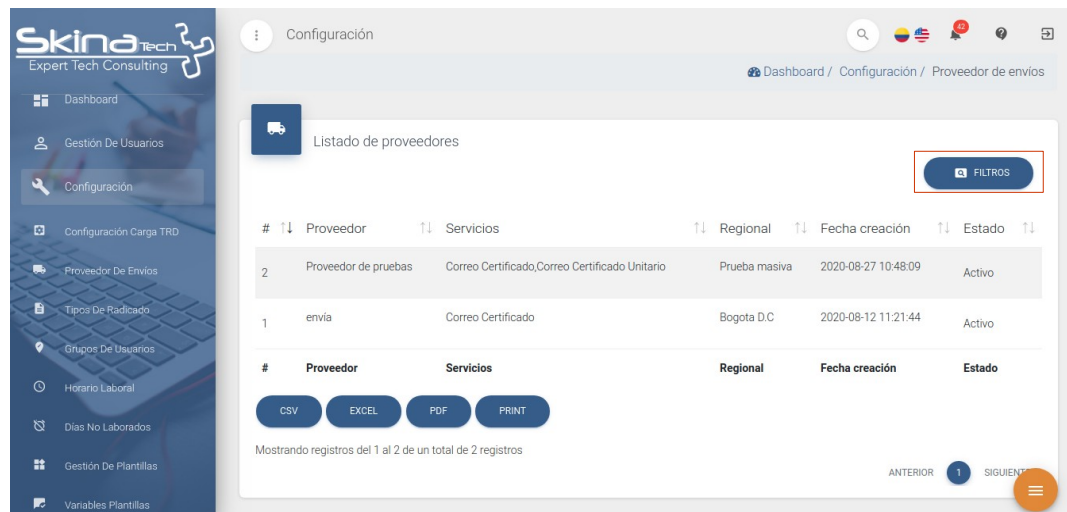 SkinaTech
Expert Tech Consulting
Dashboard
Gestión De Usuarios
Configuración
Configuración Carga TRD
Proveedor De Envíos
Tipos De Radicado
Grupos De Usuarios
Horario Laboral
Días No Laborados
Gestión De Plantillas
Variables Plantillas
Configuración
42
Dashboard / Configuración / Proveedor de envíos
Listado de proveedores
FILTROS
# Proveedor Servicios Regional Fecha creación Estado
2 Proveedor de pruebas Correo Certificado,Correo Certificado Unitario Prueba masiva 2020-08-27 10:48:09 Activo
1 envía Correo Certificado Bogota D.C 2020-08-12 11:21:44 Activo
# Proveedor Servicios Regional Fecha creación Estado
CSV EXCEL PDF PRINT
Mostrando registros del 1 al 2 de un total de 2 registros
ANTERIOR 1 SIGUIEN